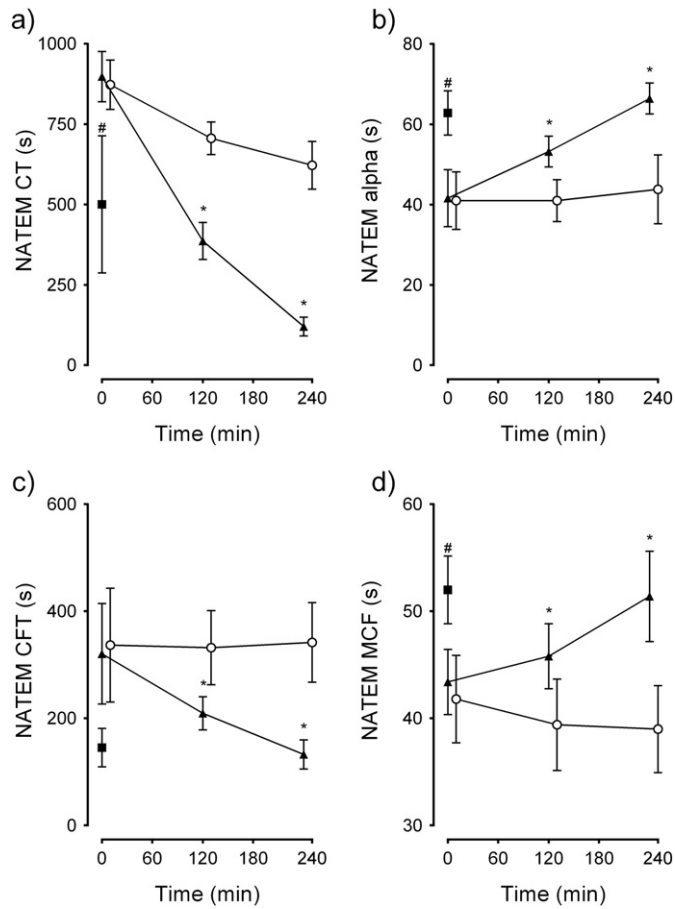 a)
NATEM CT (s)
1000
750
500
250
0
#
*
*
0 60 120 180 240
Time (min)
b)
NATEM alpha (s)
80
60
40
20
0
#
*
*
0 60 120 180 240
Time (min)
c)
NATEM CFT (s)
600
400
200
0
*
*
0 60 120 180 240
Time (min)
d)
NATEM MCF (s)
60
50
40
30
#
*
*
0 60 120 180 240
Time (min)